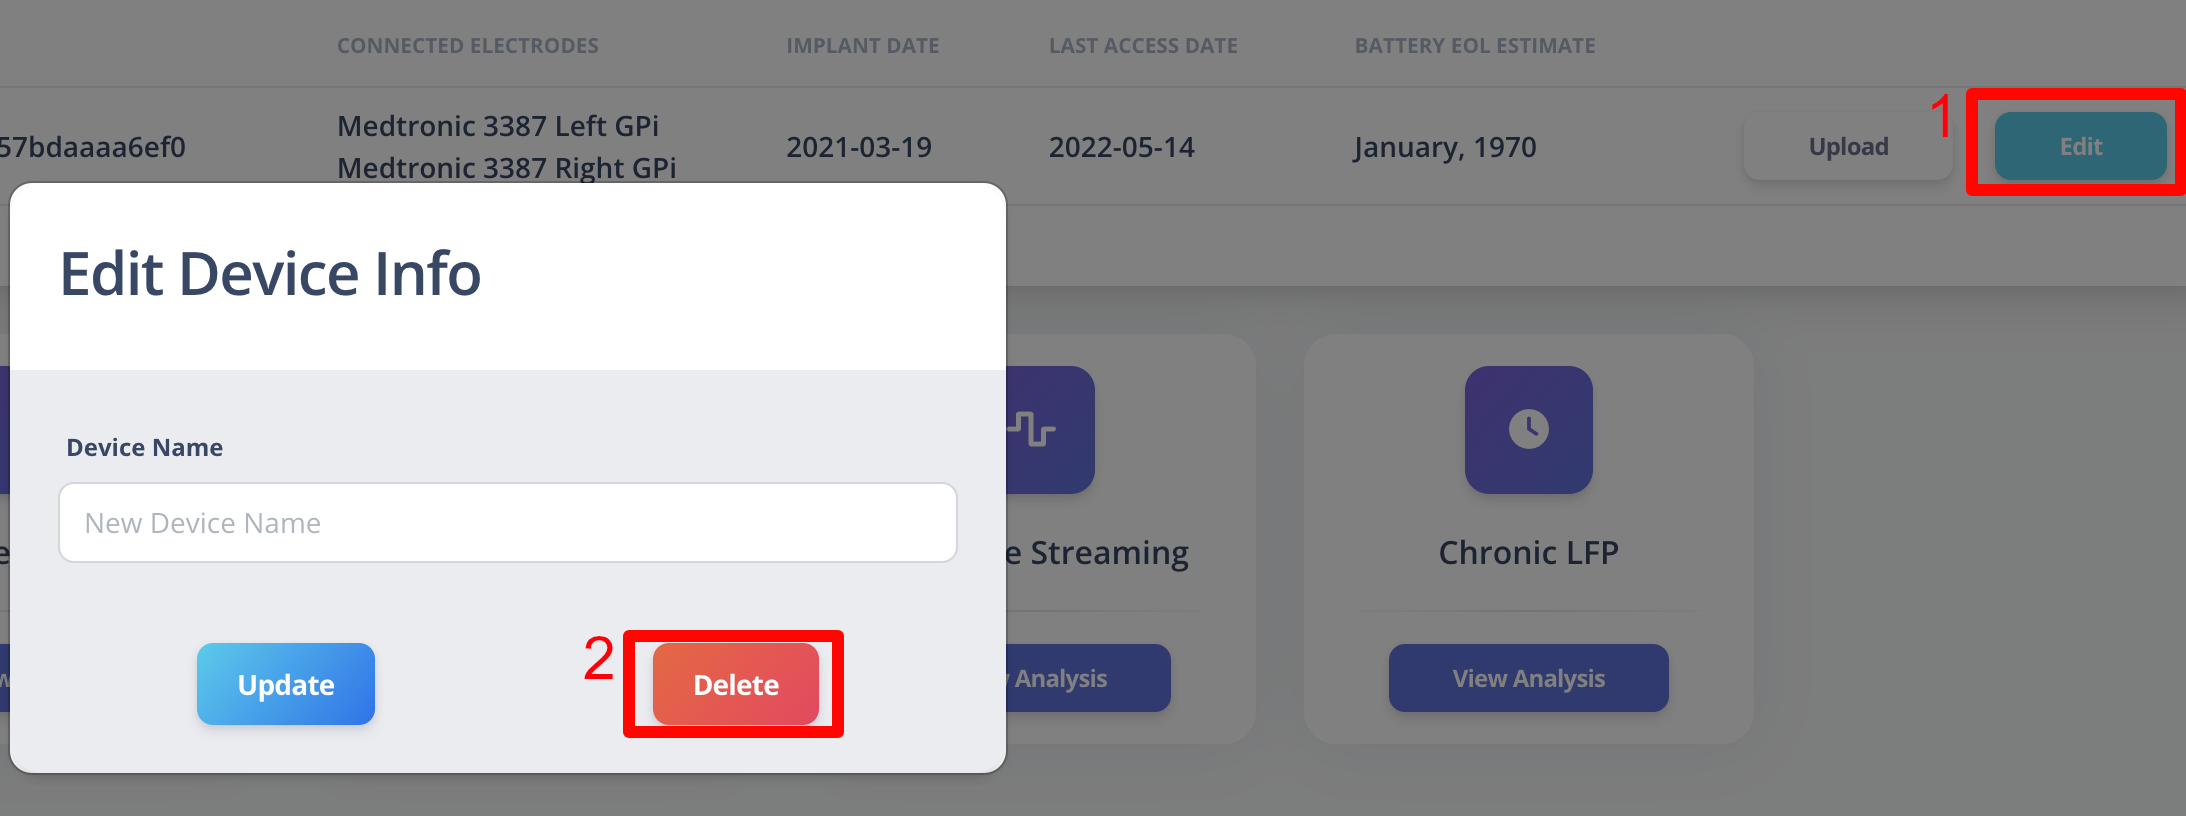 CONNECTED ELECTRODES IMPLANT DATE LAST ACCESS DATE BATTERY EOL ESTIMATE
57bdaaaa6ef0 Medtronic 3387 Left GPi 2021-03-19 2022-05-14 January, 1970 Upload 1 Edit
Medtronic 3387 Right GPi
Edit Device Info
Device Name
New Device Name
e Streaming Chronic LFP
Update 2 Delete Analysis View Analysis